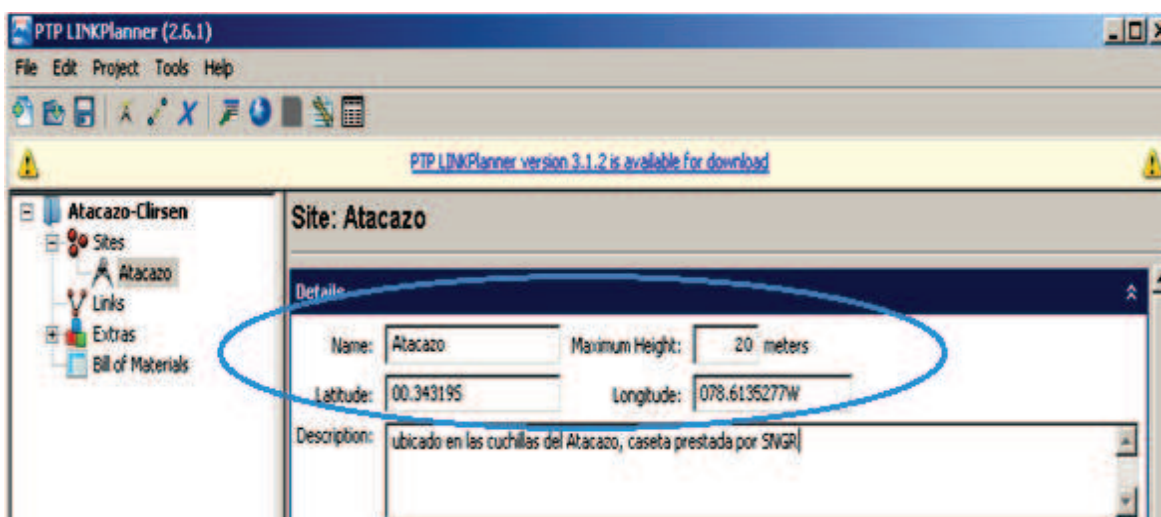 PTP LINKPlanner (2.6.1)
File Edit Project Tools Help
PTP LINKPlanner version 3.1.2 is available for download
Atacazo-Clirsen
Sites
Atacazo
Links
Extras
Bill of Materials
Site: Atacazo
Details
Name: Atacazo Maximum Height: 20 meters
Latitude: 00.34319S Longitude: 078.6135277W
Description: ubicado en las cuchillas del Atacazo, caseta prestada por SNGR